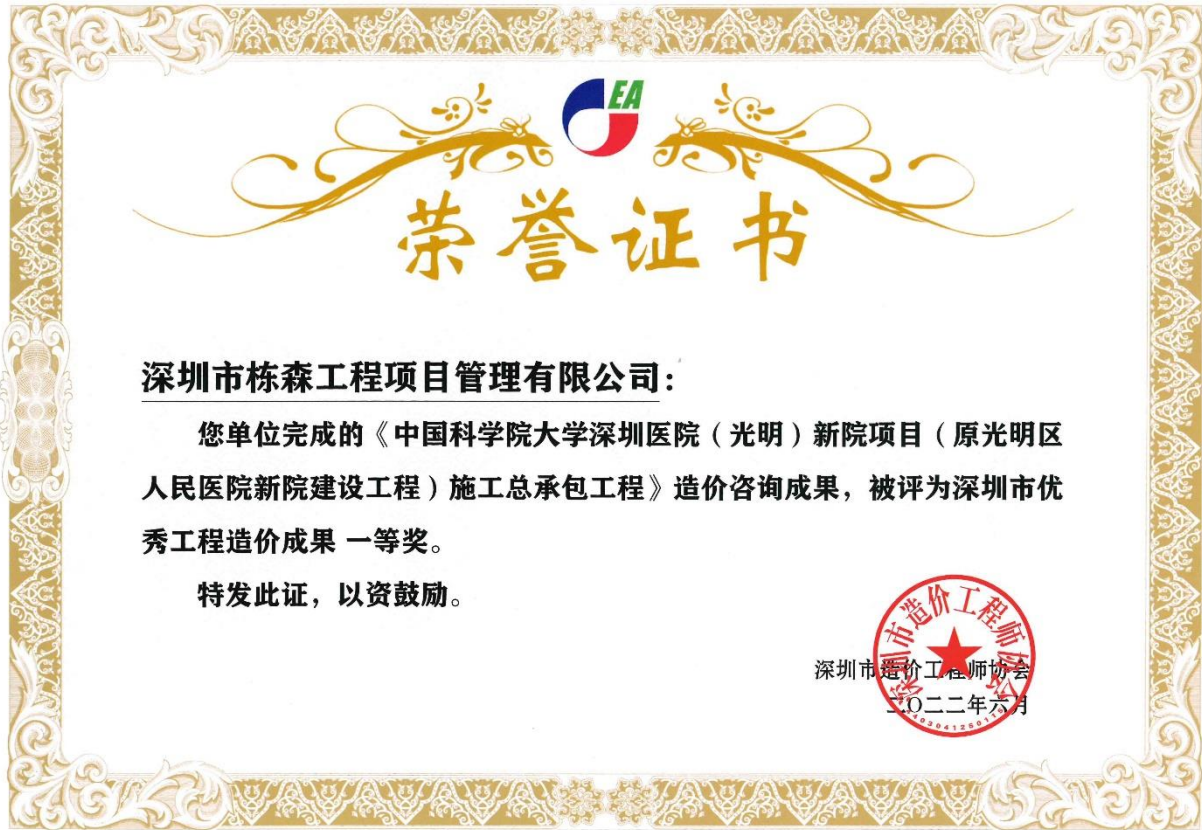 EA
荣誉证书
深圳市栋森工程项目管理有限公司：
您单位完成的《中国科学院大学深圳医院（光明）新院项目（原光明区
人民医院新院建设工程）施工总承包工程》造价咨询成果，被评为深圳市优
秀工程造价成果 一等奖。
特发此证，以资鼓励。
深圳市造价工程师协会
深圳市造价工程师协会
二〇二二年六月